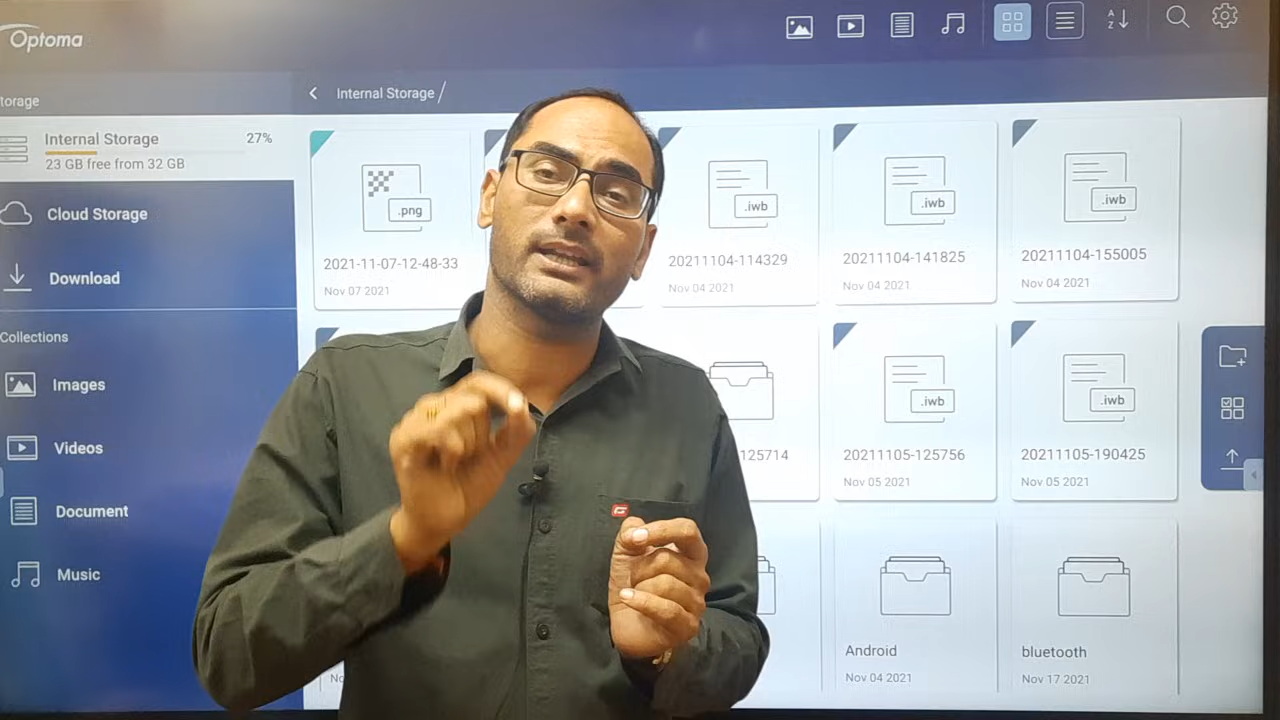 Optoma
torage
Internal Storage
27%
23 GB free from 32 GB
Cloud Storage
Download
Collections
Images
Videos
Document
Music
A
Z
Internal Storage /
.png
2021-11-07-12-48-33
Nov 07 2021
.iwb
20211104-114329
Nov 04 2021
.iwb
20211104-141825
Nov 04 2021
.iwb
20211104-155005
Nov 04 2021
125714
.iwb
20211105-125756
Nov 05 2021
.iwb
20211105-190425
Nov 05 2021
No
Android
Nov 04 2021
bluetooth
Nov 17 2021